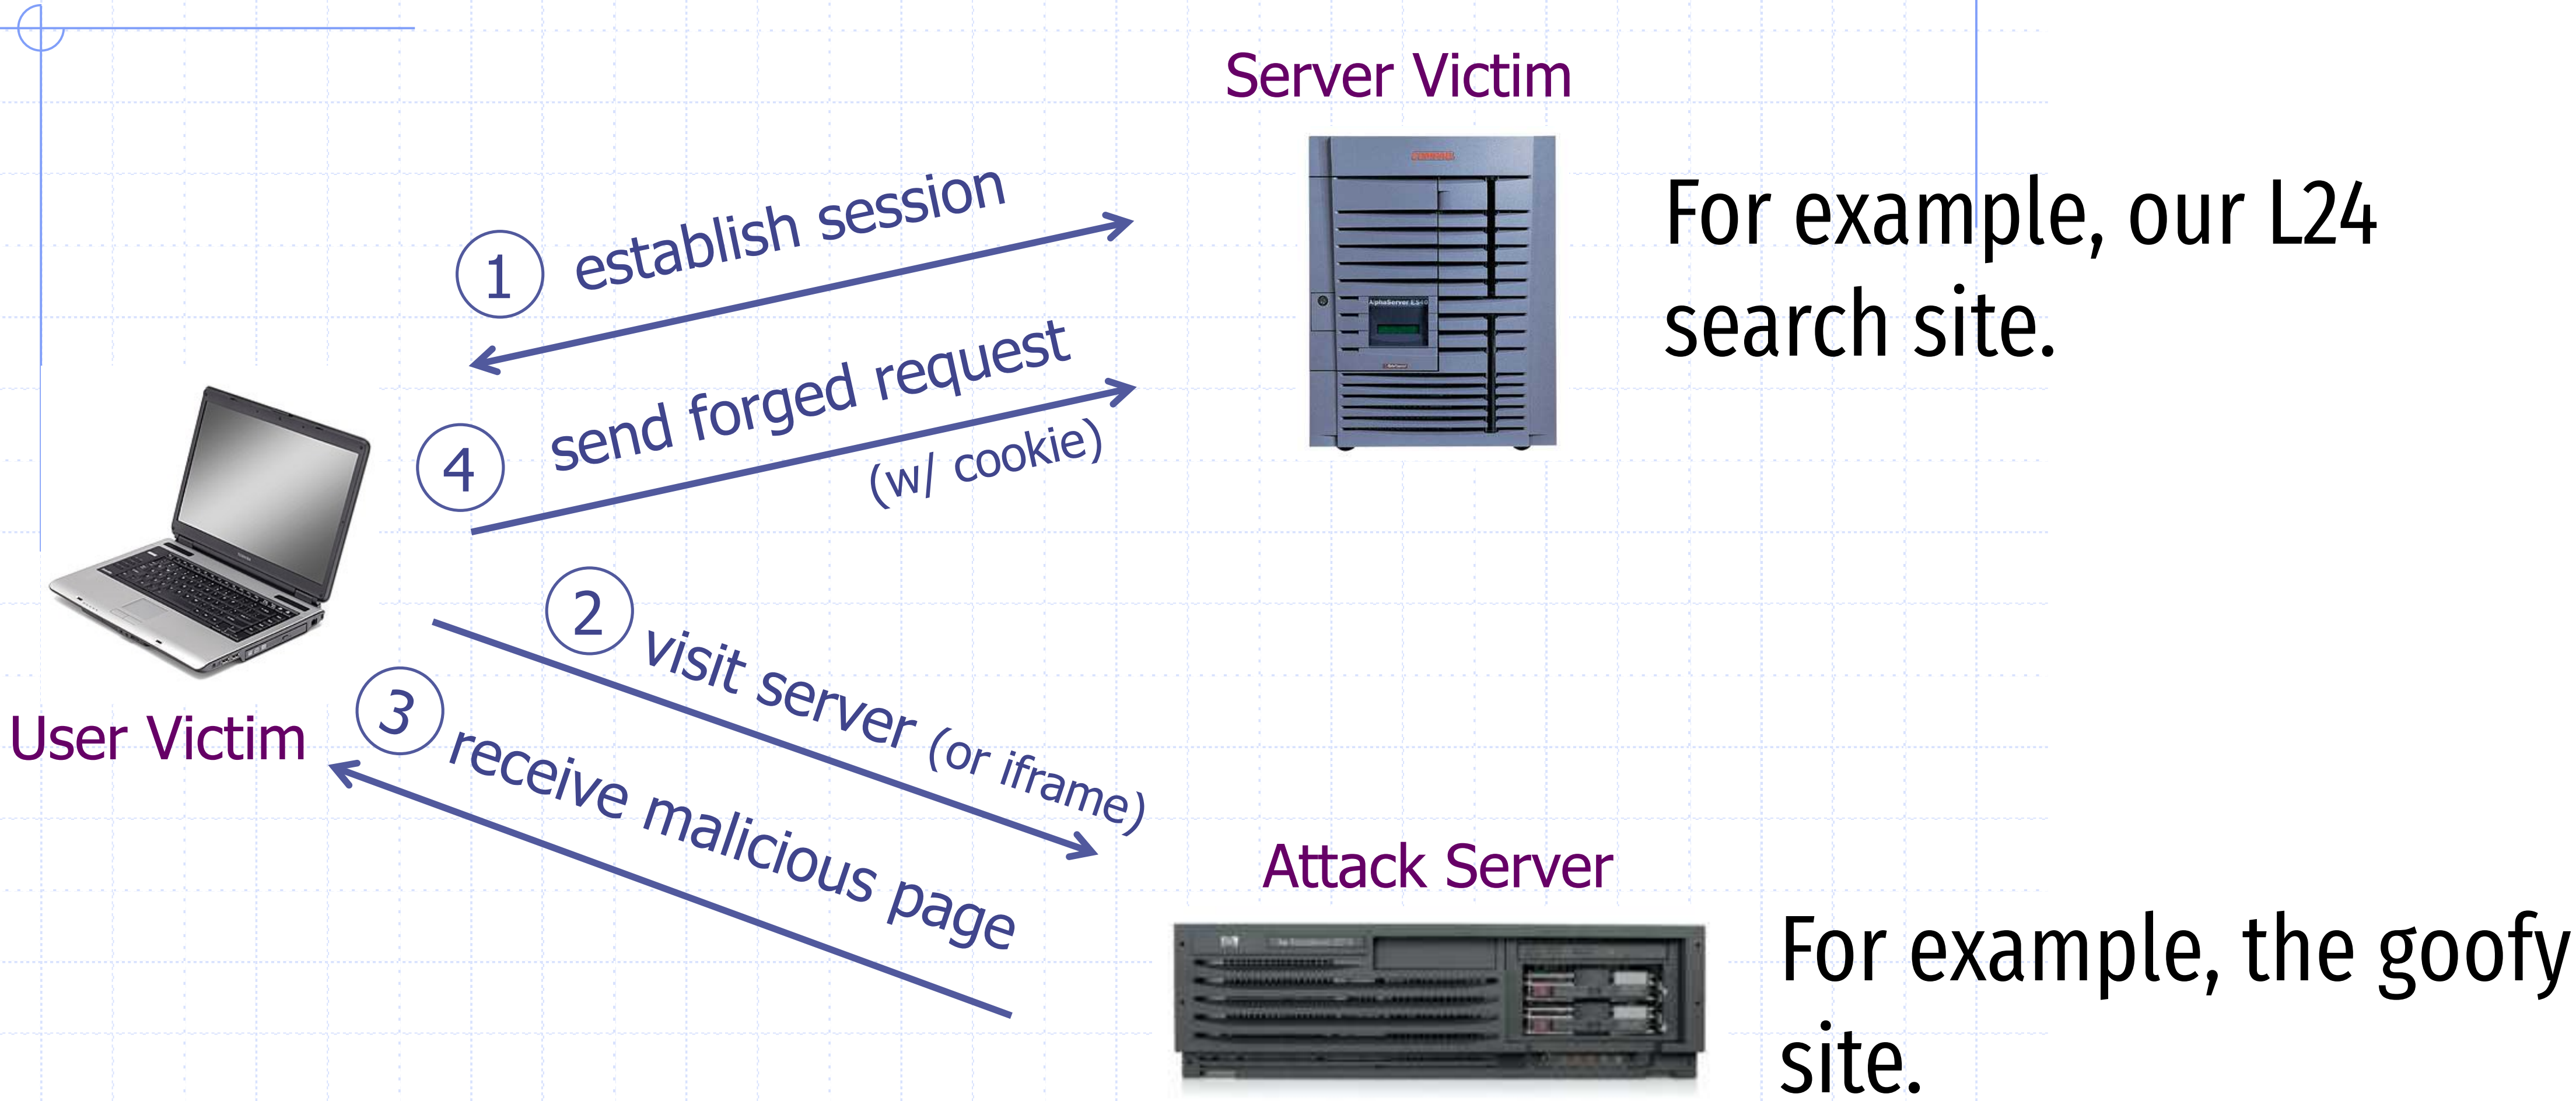 Server Victim
For example, our L24
search site.
1 establish session
4 send forged request
(w/ cookie)
2 visit server (or iframe)
User Victim
3 receive malicious page
Attack Server
For example, the goofy
site.